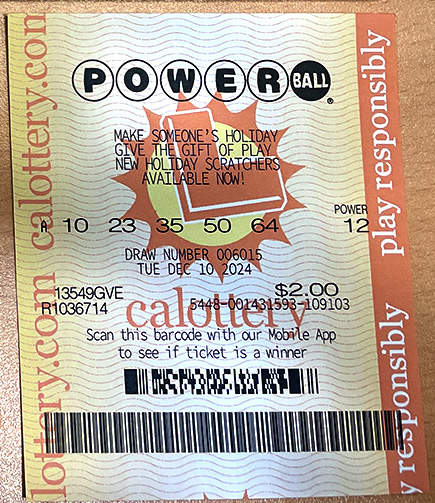 POWERBALL®
MAKE SOMEONE'S HOLIDAY
GIVE THE GIFT OF PLAY
NEW HOLIDAY SCRATCHERS
AVAILABLE NOW!
POWER
A 10 23 35 50 64 12
DRAW NUMBER 006015
TUE DEC 10 2024
13549GVE $2.00
R1036714 5448-001431593-109103
calottery
Scan this barcode with our Mobile App
to see if ticket is a winner
lottery.com calottery.com
play responsibly
y responsibly